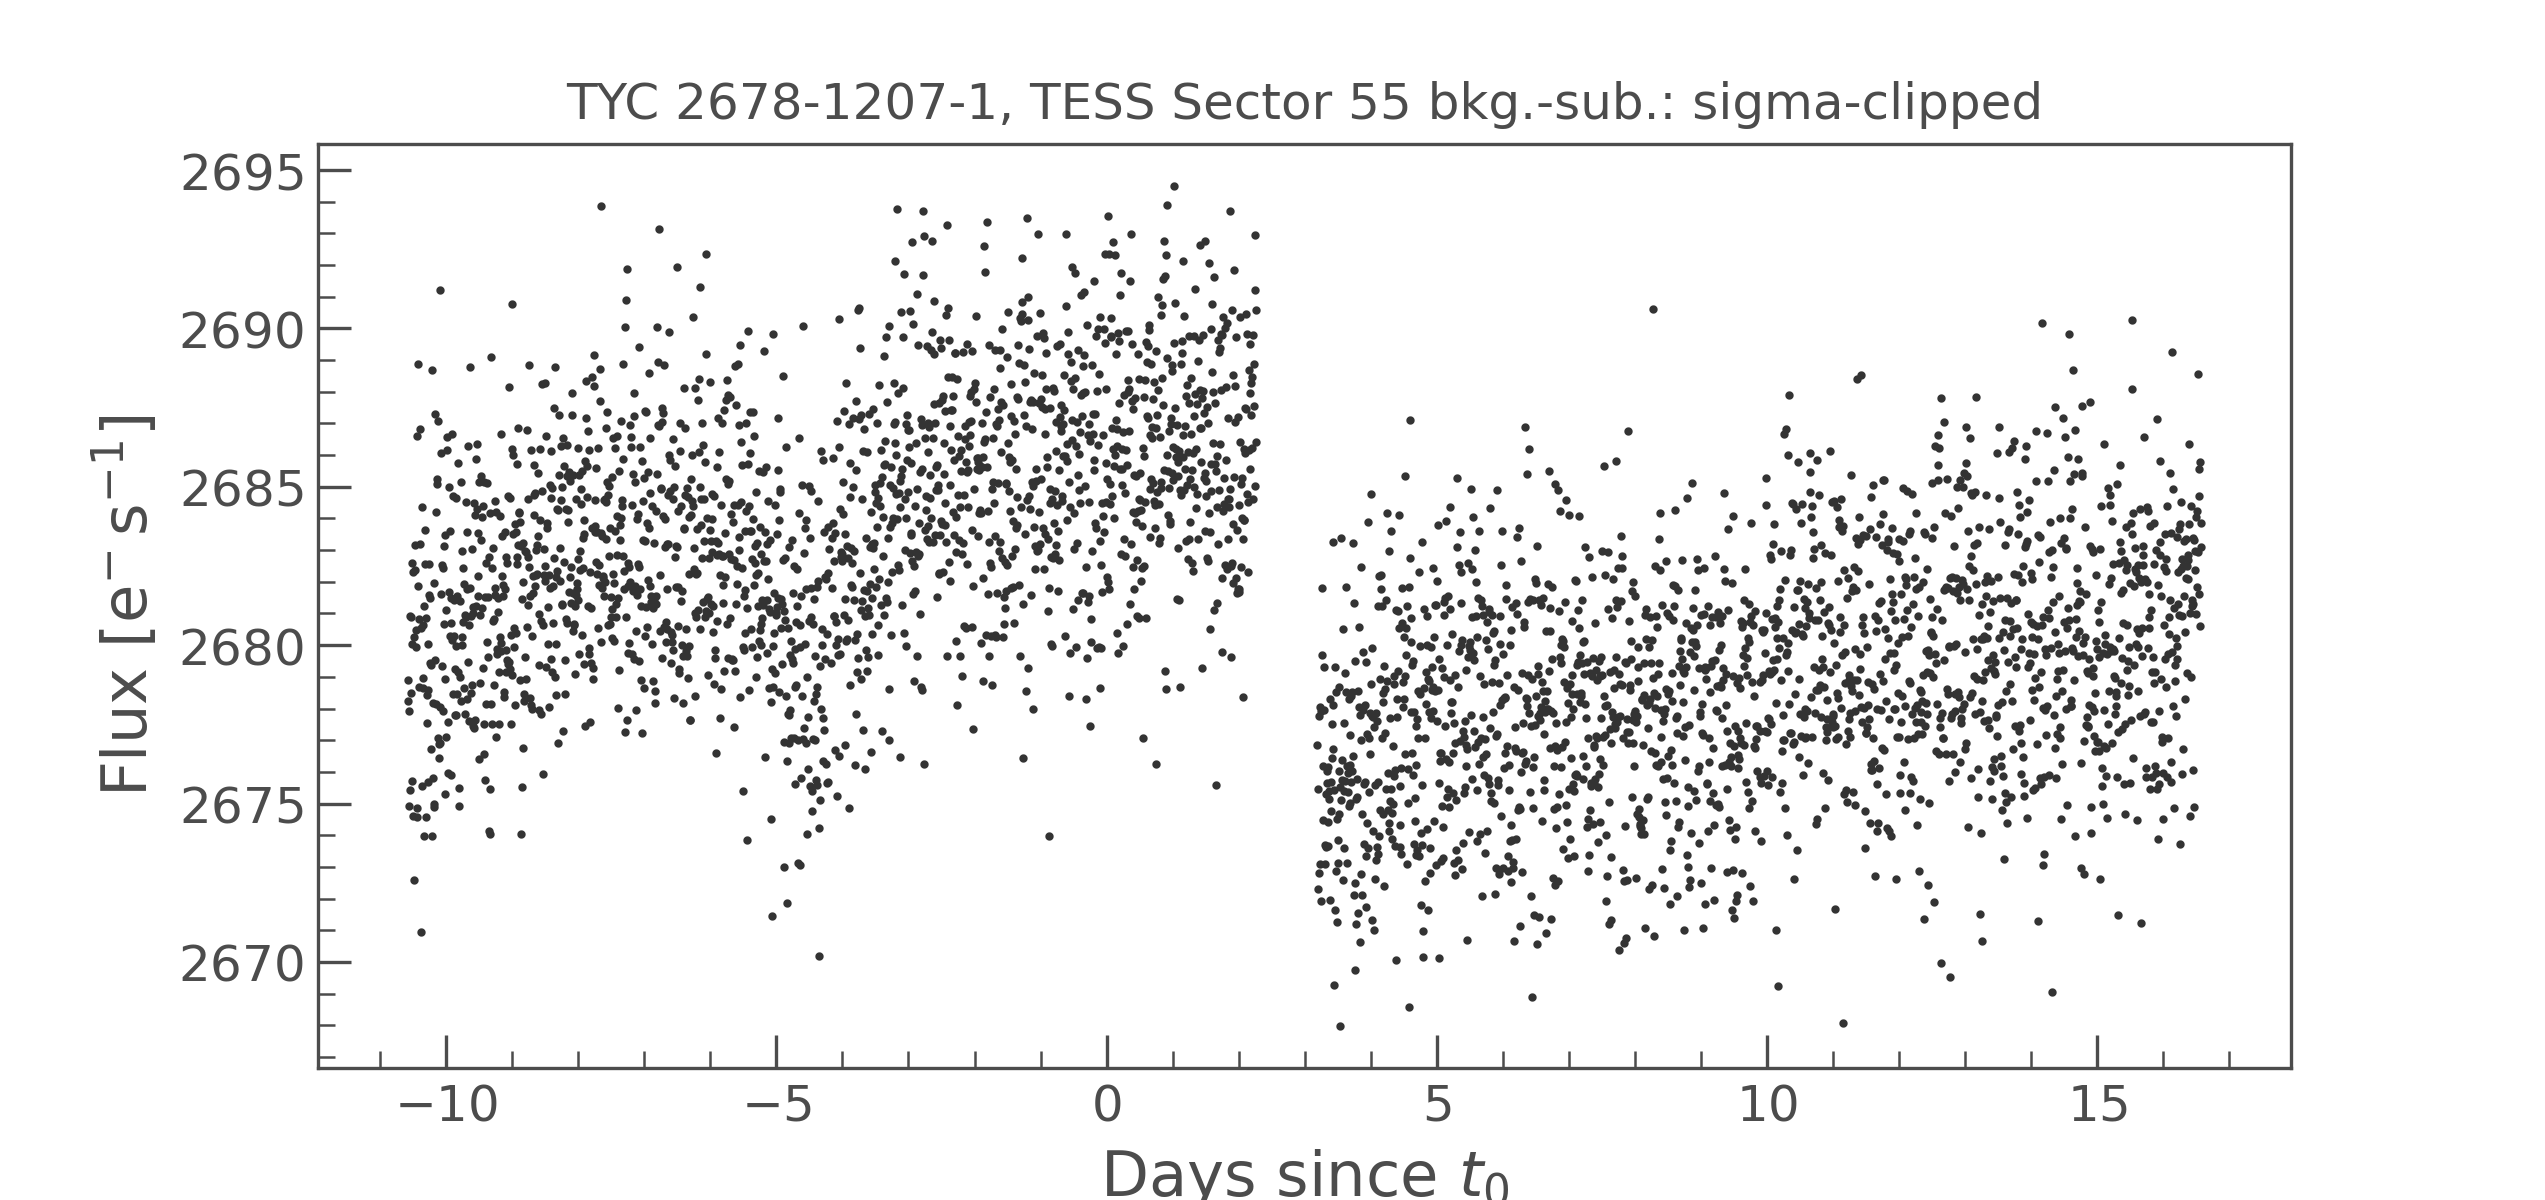 TYC 2678-1207-1, TESS Sector 55 bkg.-sub.: sigma-clipped
Flux [e⁻ s⁻¹]
2695
2690
2685
2680
2675
2670
−10 −5 0 5 10 15
Days since t₀